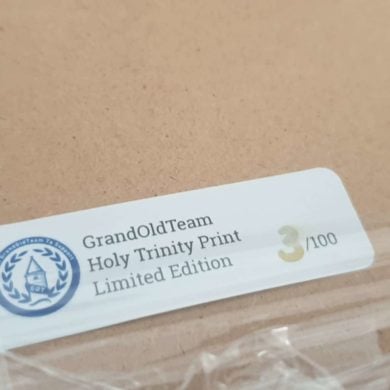 GrandOldTeam
Holy Trinity Print
Limited Edition
3/100